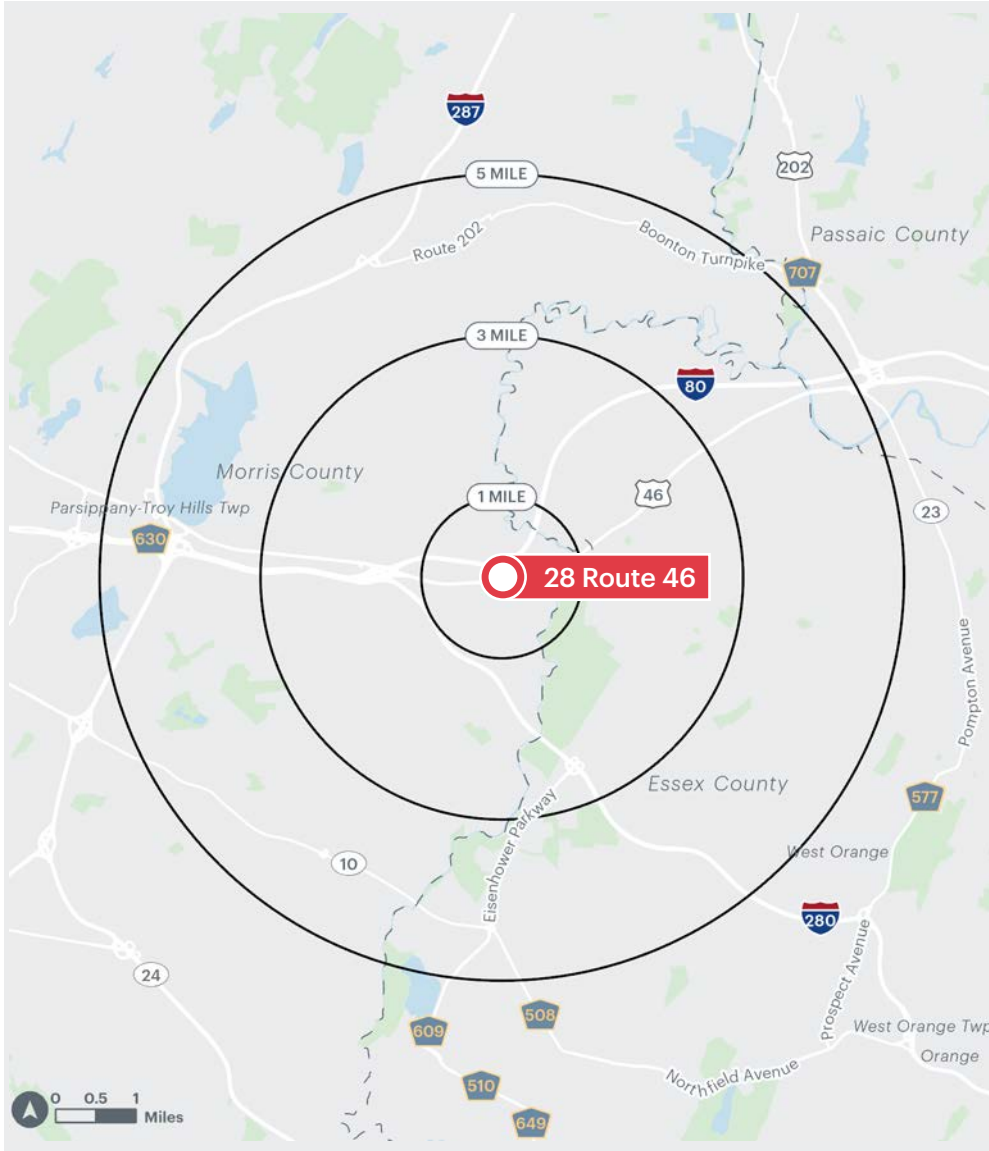 287
5 MILE
202
Passaic County
Route 202
Boonton Turnpike
707
3 MILE
80
Morris County
1 MILE
46
Parsippany-Troy Hills Twp
23
630
28 Route 46
Pompton Avenue
Essex County
577
Eisenhower Parkway
West Orange
10
280
24
Prospect Avenue
508
609
West Orange Twp
Orange
Northfield Avenue
510
0 0.5 1
Miles
649